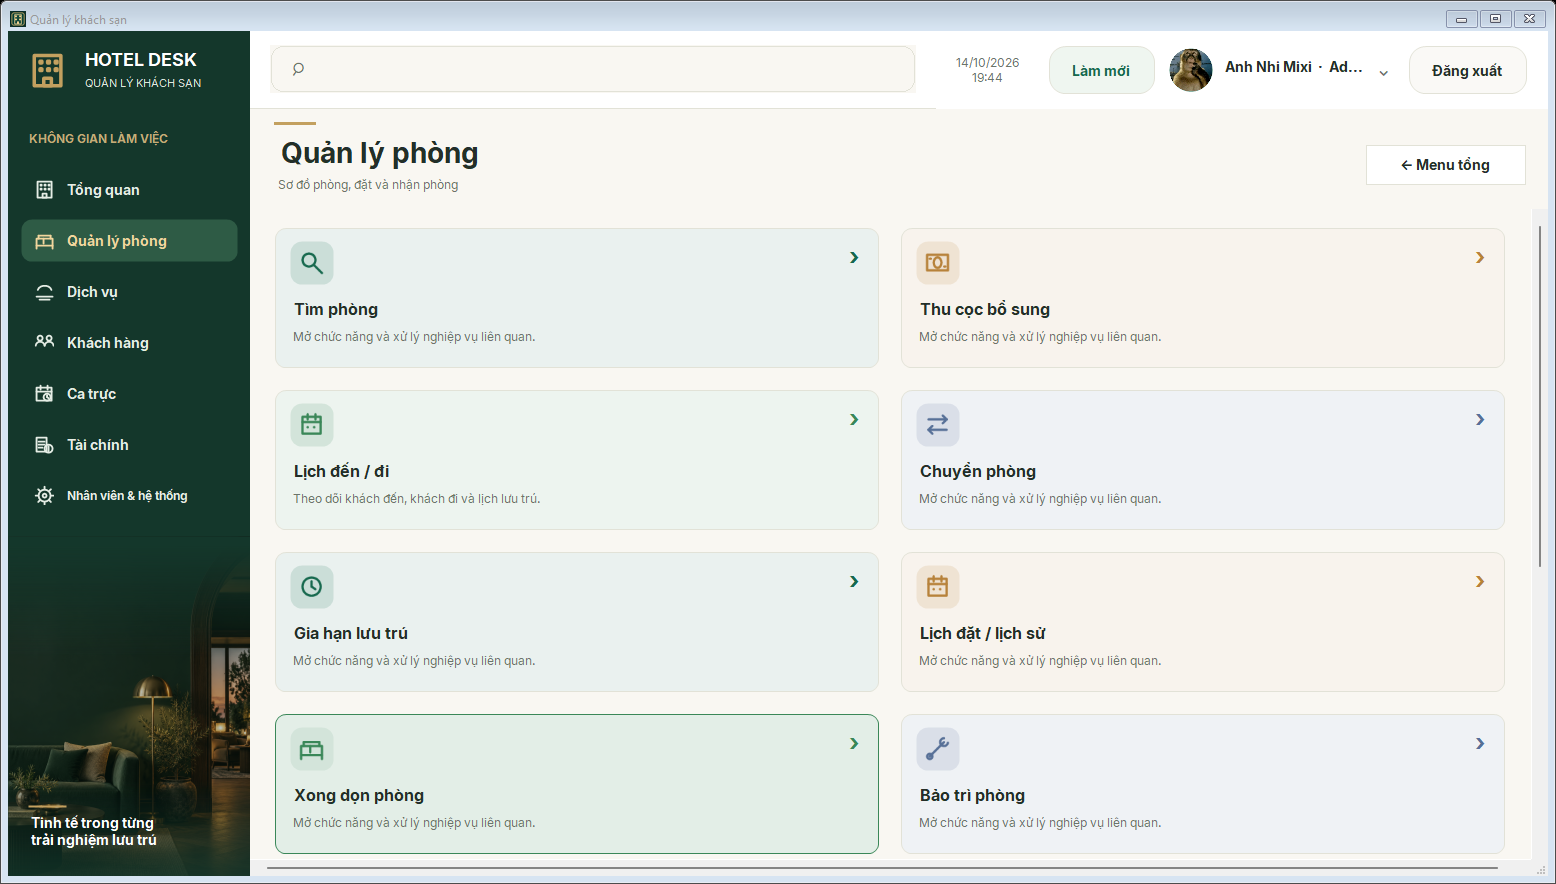 Quản lý khách sạn
HOTEL DESK
QUẢN LÝ KHÁCH SẠN
14/10/2026
19:44
Làm mới
Anh Nhi Mixi · Ad...
Đăng xuất
KHÔNG GIAN LÀM VIỆC
Tổng quan
Quản lý phòng
Dịch vụ
Khách hàng
Ca trực
Tài chính
Nhân viên & hệ thống
Tinh tế trong từng
trải nghiệm lưu trú
Quản lý phòng
Sơ đồ phòng, đặt và nhận phòng
← Menu tổng
Tìm phòng
Mở chức năng và xử lý nghiệp vụ liên quan.
Thu cọc bổ sung
Mở chức năng và xử lý nghiệp vụ liên quan.
Lịch đến / đi
Theo dõi khách đến, khách đi và lịch lưu trú.
Chuyển phòng
Mở chức năng và xử lý nghiệp vụ liên quan.
Gia hạn lưu trú
Mở chức năng và xử lý nghiệp vụ liên quan.
Lịch đặt / lịch sử
Mở chức năng và xử lý nghiệp vụ liên quan.
Xong dọn phòng
Mở chức năng và xử lý nghiệp vụ liên quan.
Bảo trì phòng
Mở chức năng và xử lý nghiệp vụ liên quan.